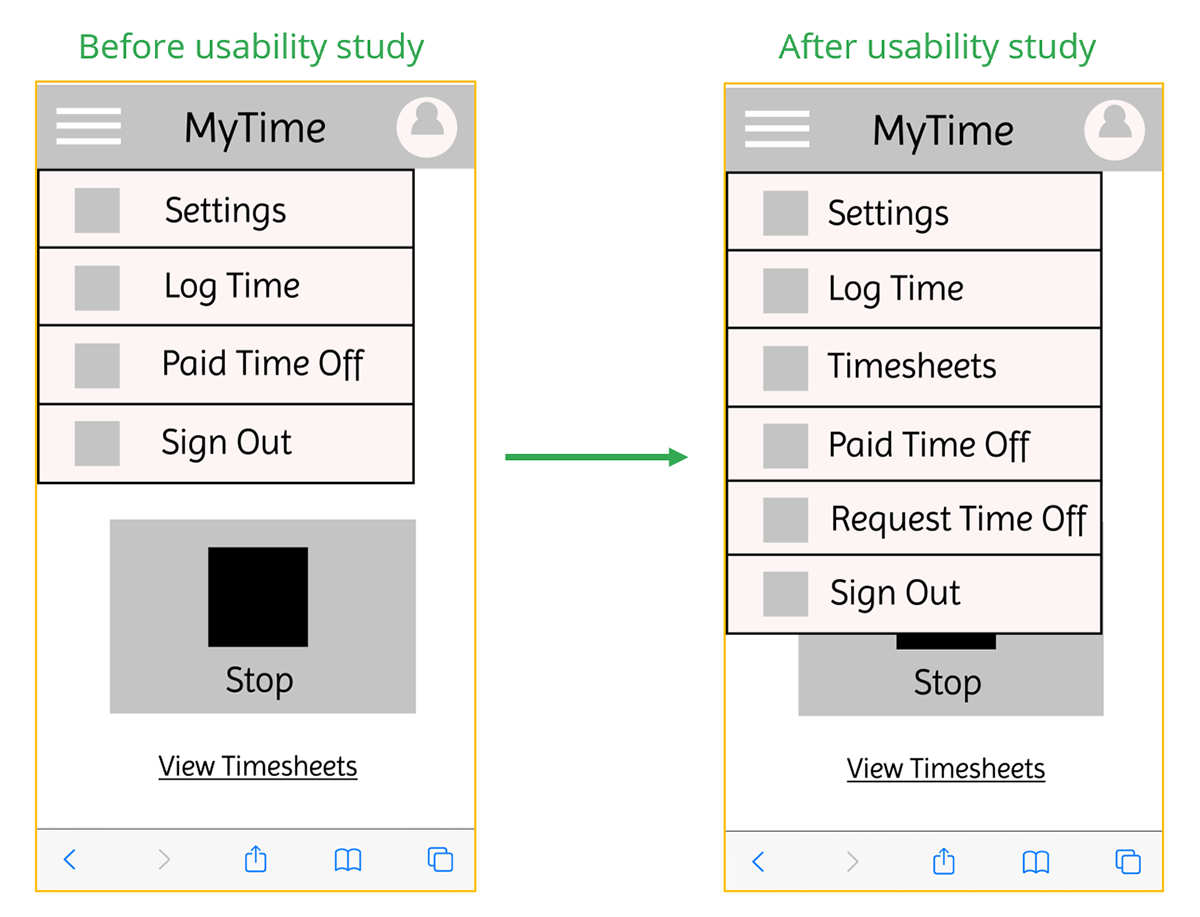 Before usability study
MyTime
Settings
Log Time
Paid Time Off
Sign Out
Stop
View Timesheets
After usability study
MyTime
Settings
Log Time
Timesheets
Paid Time Off
Request Time Off
Sign Out
Stop
View Timesheets